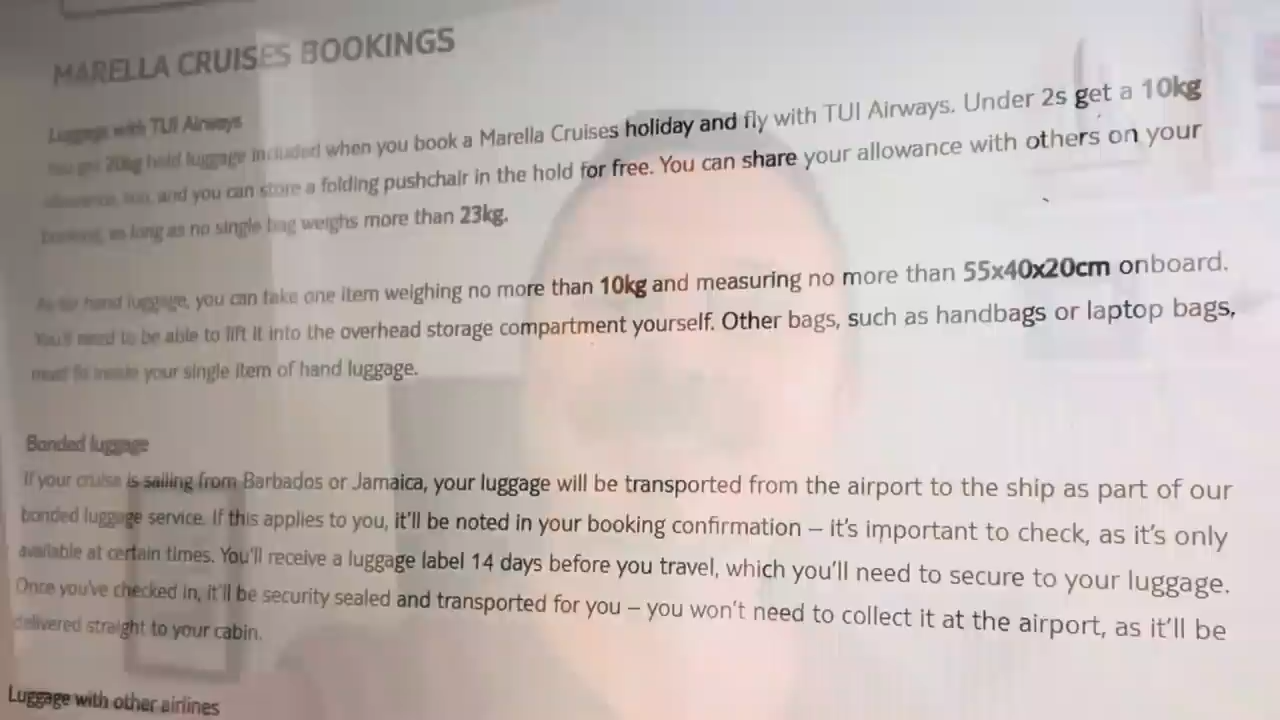 MARELLA CRUISES BOOKINGS
Luggage with TUI Airways
You get 20kg hold luggage included when you book a Marella Cruises holiday and fly with TUI Airways. Under 2s get a 10kg
allowance, too, and you can store a folding pushchair in the hold for free. You can share your allowance with others on your
booking, as long as no single bag weighs more than 23kg.
As for hand luggage, you can take one item weighing no more than 10kg and measuring no more than 55x40x20cm onboard.
You'll need to be able to lift it into the overhead storage compartment yourself. Other bags, such as handbags or laptop bags,
must fit inside your single item of hand luggage.
Bonded luggage
If your cruise is sailing from Barbados or Jamaica, your luggage will be transported from the airport to the ship as part of our
bonded luggage service. If this applies to you, it'll be noted in your booking confirmation – it's important to check, as it's only
available at certain times. You'll receive a luggage label 14 days before you travel, which you'll need to secure to your luggage.
Once you've checked in, it'll be security sealed and transported for you – you won't need to collect it at the airport, as it'll be
delivered straight to your cabin.
Luggage with other airlines